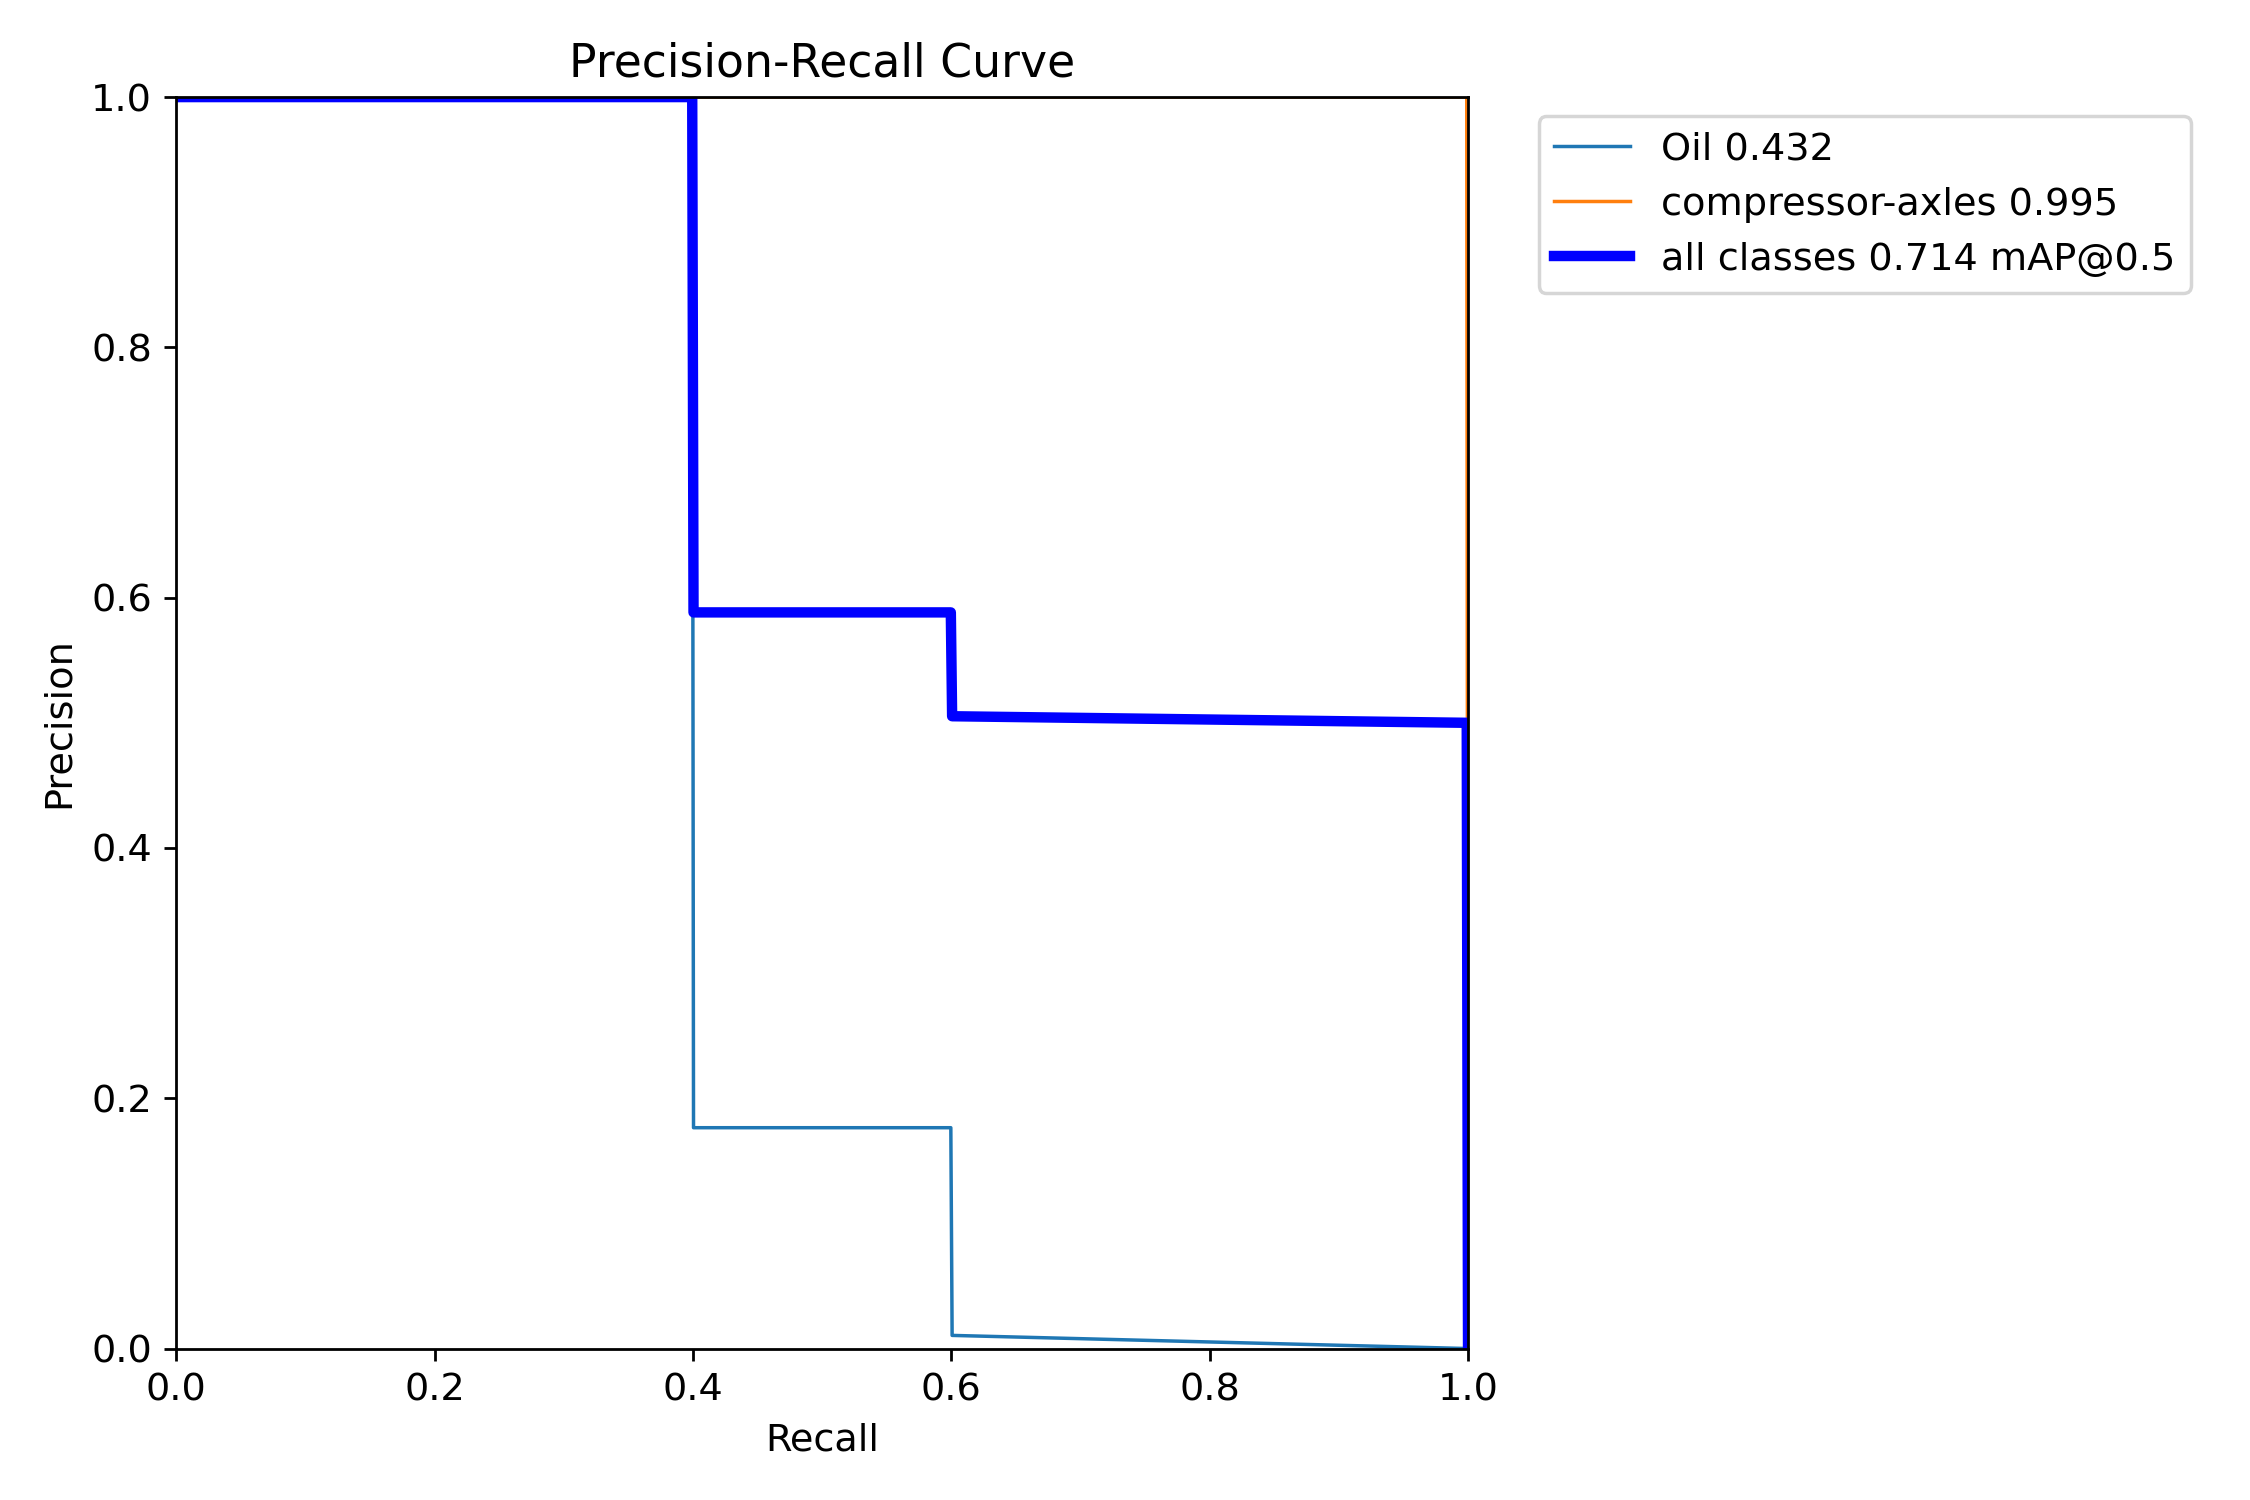 Precision-Recall Curve
1.0
0.8
0.6
0.4
0.2
0.0
Precision
0.0 0.2 0.4 0.6 0.8 1.0
Recall
Oil 0.432
compressor-axles 0.995
all classes 0.714 mAP@0.5